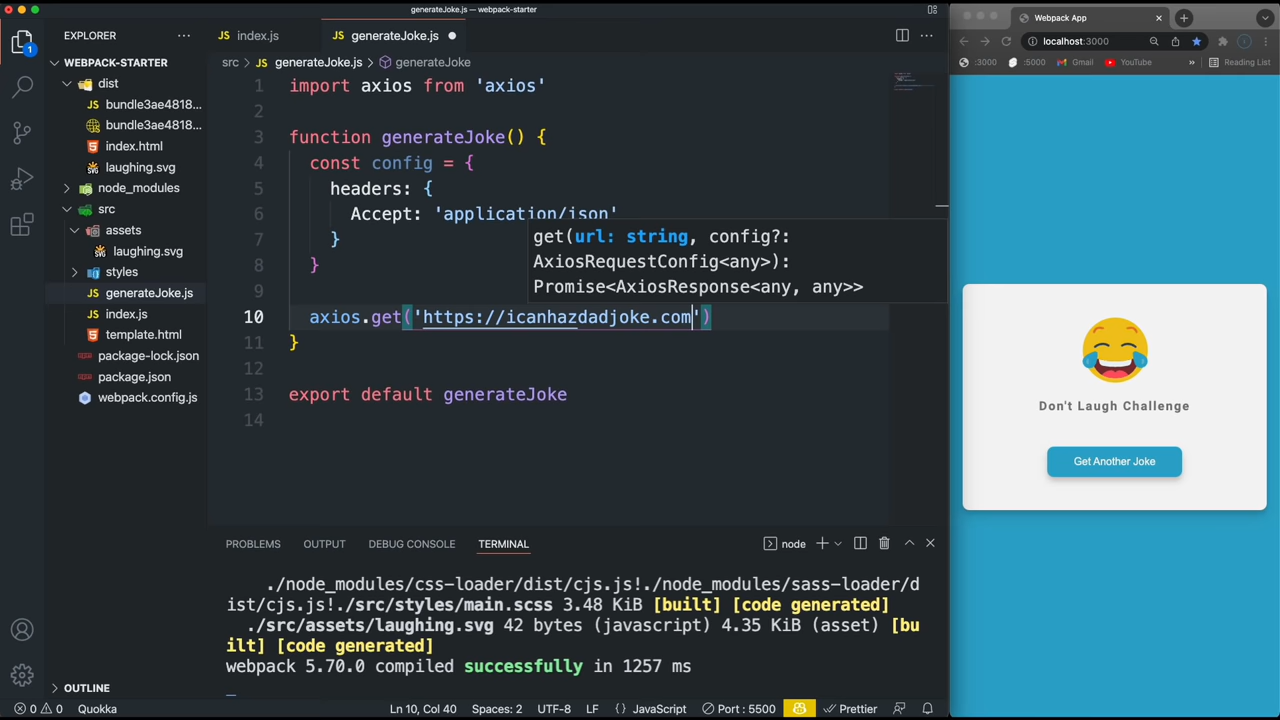 generateJoke.js — webpack-starter
EXPLORER
WEBPACK-STARTER
dist
bundle3ae4818...
bundle3ae4818...
index.html
laughing.svg
node_modules
src
assets
laughing.svg
styles
generateJoke.js
index.js
template.html
package-lock.json
package.json
webpack.config.js
OUTLINE
1
index.js
generateJoke.js
src > generateJoke.js > generateJoke
1 import axios from 'axios'
2
3 function generateJoke() {
4 const config = {
5 headers: {
6 Accept: 'application/json'
7 }
8 }
9
10 axios.get('https://icanhazdadjoke.com')
11 }
12
13 export default generateJoke
14
get(url: string, config?:
AxiosRequestConfig<any>):
Promise<AxiosResponse<any, any>>
PROBLEMS OUTPUT DEBUG CONSOLE TERMINAL
node
./node_modules/css-loader/dist/cjs.js!./node_modules/sass-loader/d
ist/cjs.js!./src/styles/main.scss 3.48 KiB [built] [code generated]
./src/assets/laughing.svg 42 bytes (javascript) 4.35 KiB (asset) [bu
ilt] [code generated]
webpack 5.70.0 compiled successfully in 1257 ms
0 0 Quokka Ln 10, Col 40 Spaces: 2 UTF-8 LF {} JavaScript Port : 5500 Prettier
Webpack App
localhost:3000
:3000 :5000 Gmail YouTube » Reading List
Don't Laugh Challenge
Get Another Joke